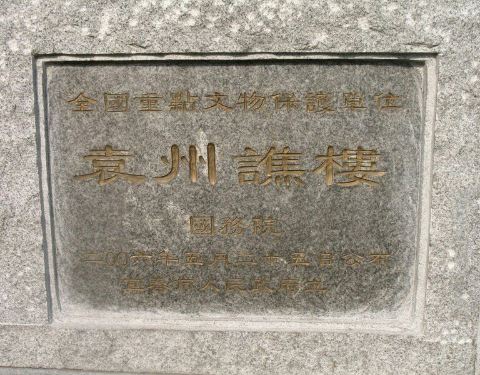 全國重點文物保護單位
袁州譙樓
國務院
二〇〇六年五月二十五日公布
宜春市人民政府立